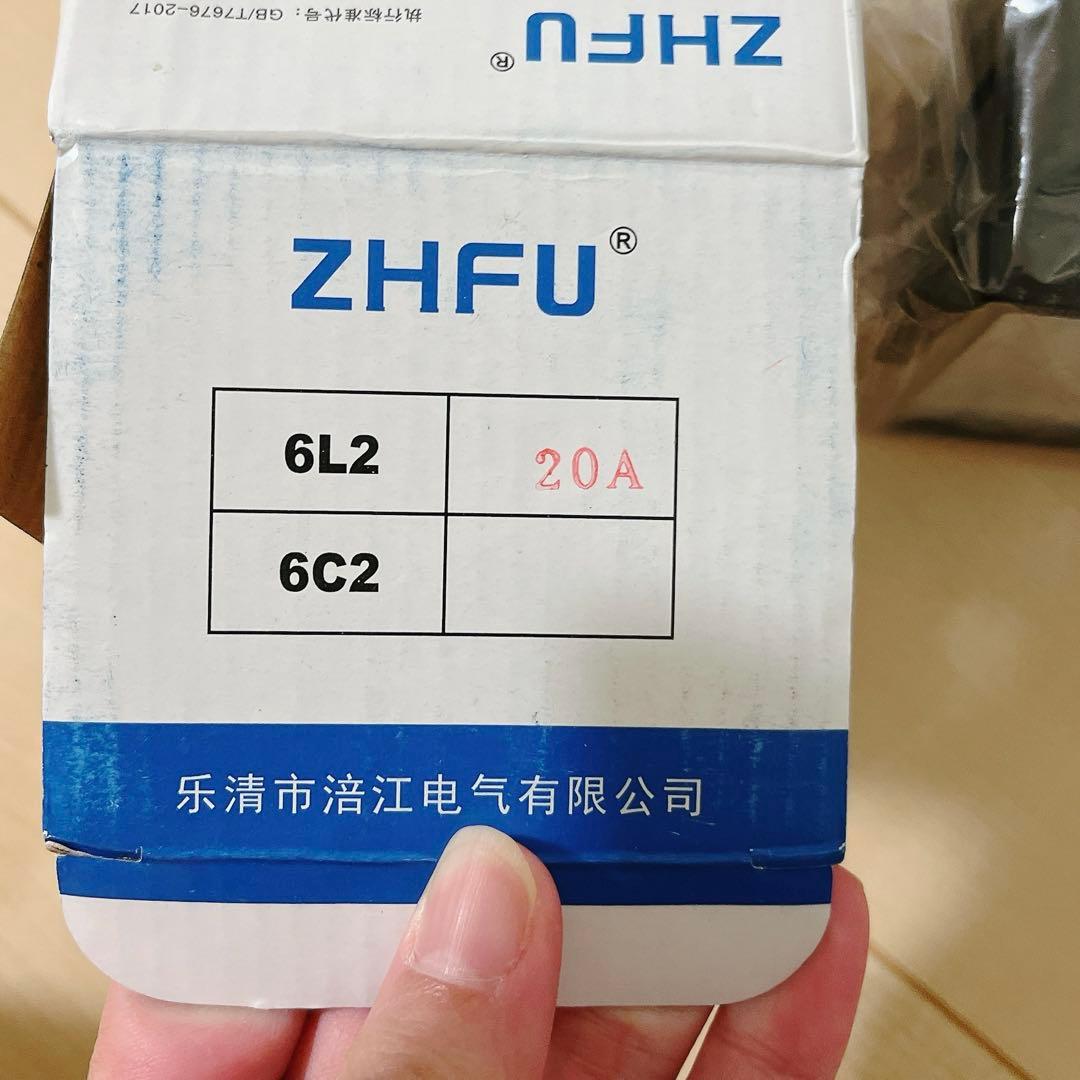 执行标准代号：GB/T7676-2017
ZHFU®
ZHFU®
6L2 20A
6C2
乐清市涪江电气有限公司